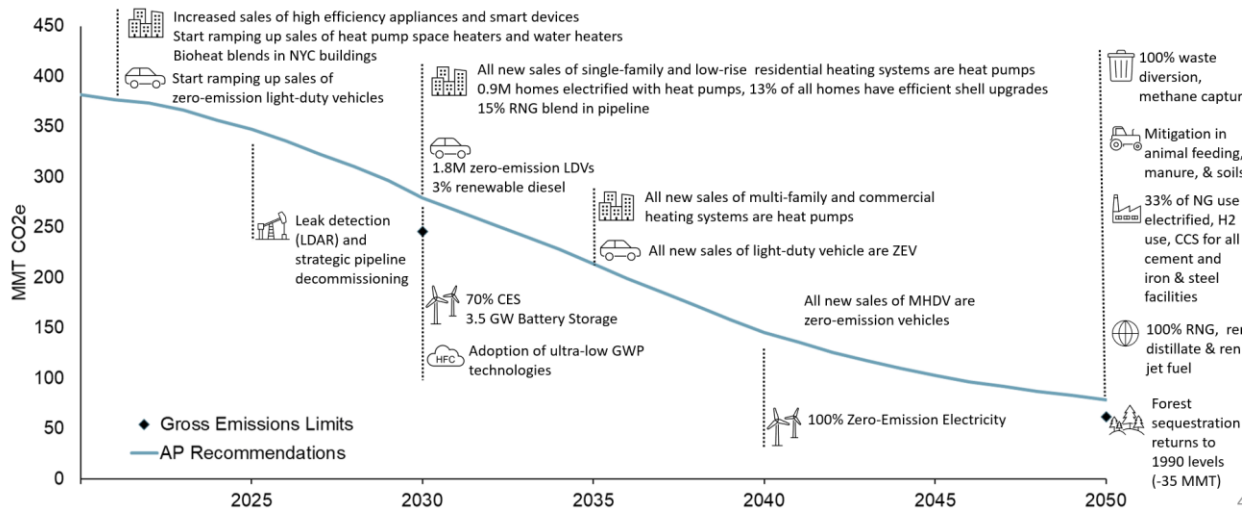 450
400
350
300
250
200
150
100
50
0
MMT CO2e
Increased sales of high efficiency appliances and smart devices
Start ramping up sales of heat pump space heaters and water heaters
Bioheat blends in NYC buildings
Start ramping up sales of
zero-emission light-duty vehicles
Leak detection
(LDAR) and
strategic pipeline
decommissioning
All new sales of single-family and low-rise residential heating systems are heat pumps
0.9M homes electrified with heat pumps, 13% of all homes have efficient shell upgrades
15% RNG blend in pipeline
1.8M zero-emission LDVs
3% renewable diesel
70% CES
3.5 GW Battery Storage
HFC
Adoption of ultra-low GWP
technologies
All new sales of multi-family and commercial
heating systems are heat pumps
All new sales of light-duty vehicle are ZEV
All new sales of MHDV are
zero-emission vehicles
100% Zero-Emission Electricity
100% waste
diversion,
methane captur
Mitigation in
animal feeding,
manure, & soils
33% of NG use
electrified, H2
use, CCS for all
cement and
iron & steel
facilities
100% RNG, ren
distillate & ren
jet fuel
Forest
sequestration
returns to
1990 levels
(-35 MMT)
Gross Emissions Limits
AP Recommendations
2025
2030
2035
2040
2045
2050
4